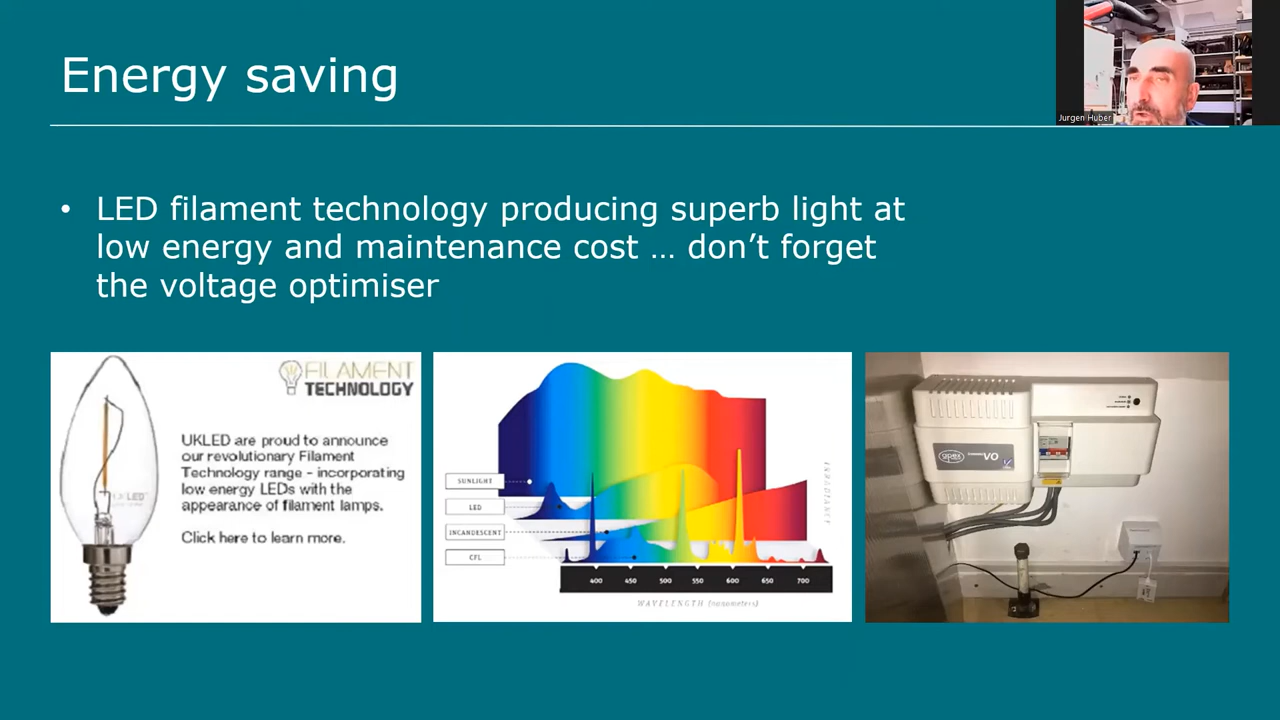 Energy saving
Jurgen Huber
• LED filament technology producing superb light at
low energy and maintenance cost … don’t forget
the voltage optimiser
FILAMENT
TECHNOLOGY
UKLED are proud to announce
our revolutionary Filament
Technology range - incorporating
low energy LEDs with the
appearance of filament lamps.
Click here to learn more.
SUNLIGHT
LED
INCANDESCENT
CFL
IRRADIANCE
400 450 500 550 600 650 700
WAVELENGTH (nanometers)
apex
VO